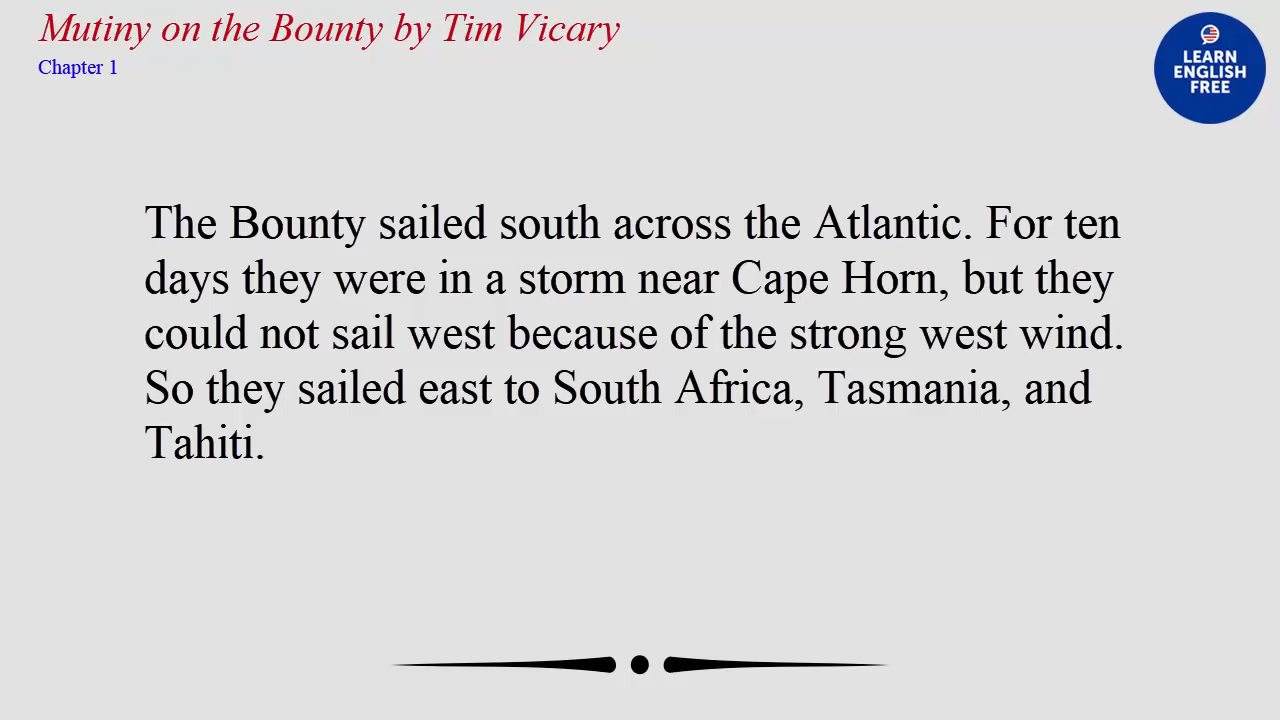 Mutiny on the Bounty by Tim Vicary
Chapter 1
LEARN
ENGLISH
FREE
The Bounty sailed south across the Atlantic. For ten
days they were in a storm near Cape Horn, but they
could not sail west because of the strong west wind.
So they sailed east to South Africa, Tasmania, and
Tahiti.